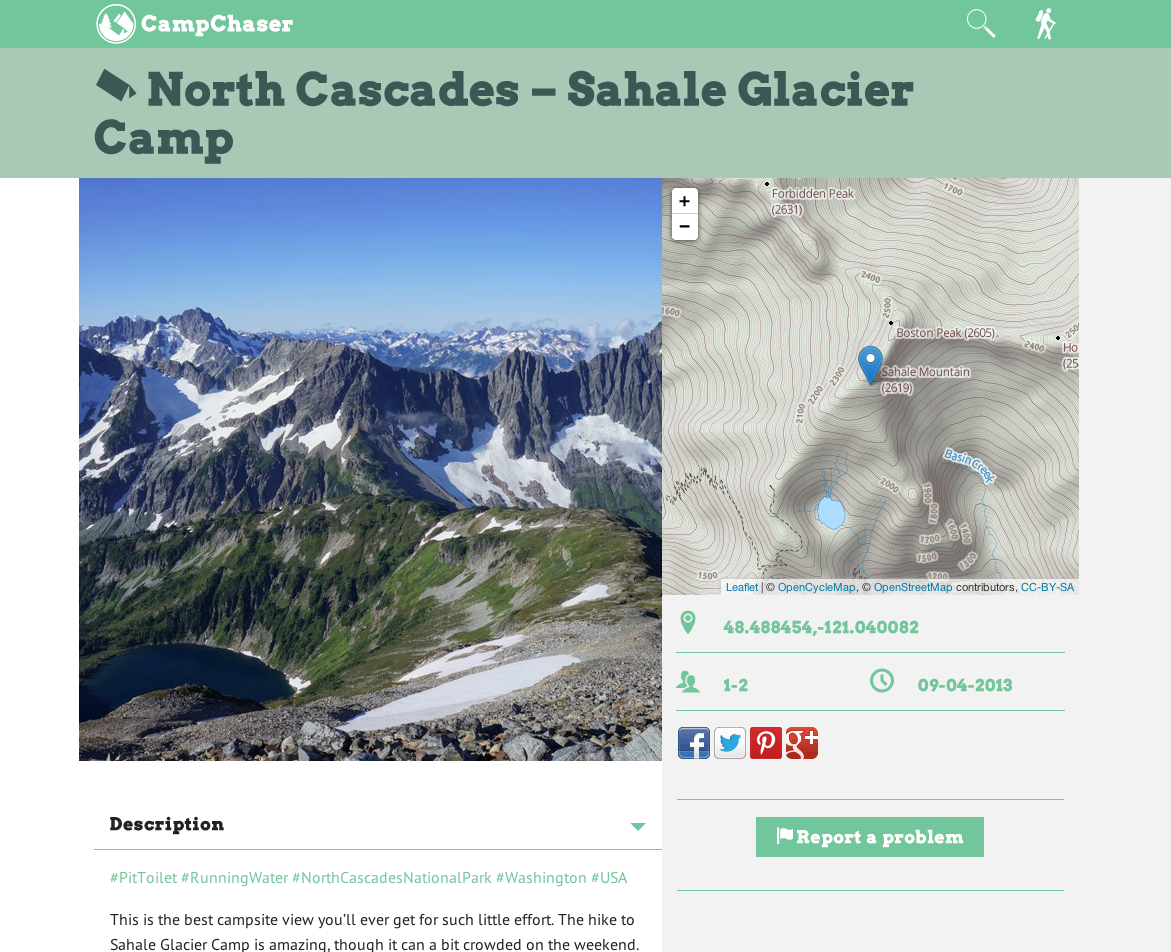 CampChaser
North Cascades – Sahale Glacier
Camp
+
−
Forbidden Peak
(2631)
1700
2400
2500
1600
Boston Peak (2605)
2500
2400
Ho
(25
Sahale Mountain
(2619)
2300
2200
2100
Basin Creek
2000
1900
1800
1600
1400
1700
1500
1300
1500
1200
Leaflet | © OpenCycleMap, © OpenStreetMap contributors, CC-BY-SA
48.488454,-121.040082
1-2
09-04-2013
Report a problem
Description
#PitToilet #RunningWater #NorthCascadesNationalPark #Washington #USA
This is the best campsite view you’ll ever get for such little effort. The hike to
Sahale Glacier Camp is amazing, though it can a bit crowded on the weekend.